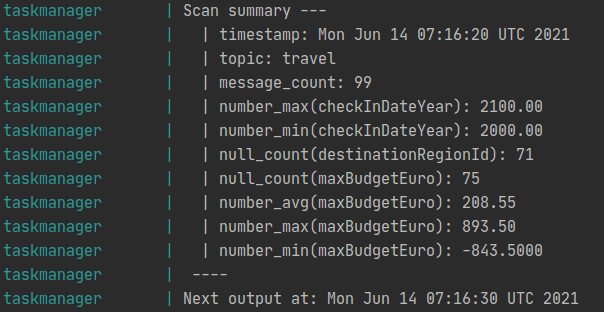 taskmanager | Scan summary ---
taskmanager | | timestamp: Mon Jun 14 07:16:20 UTC 2021
taskmanager | | topic: travel
taskmanager | | message_count: 99
taskmanager | | number_max(checkInDateYear): 2100.00
taskmanager | | number_min(checkInDateYear): 2000.00
taskmanager | | null_count(destinationRegionId): 71
taskmanager | | null_count(maxBudgetEuro): 75
taskmanager | | number_avg(maxBudgetEuro): 208.55
taskmanager | | number_max(maxBudgetEuro): 893.50
taskmanager | | number_min(maxBudgetEuro): -843.5000
taskmanager | ----
taskmanager | Next output at: Mon Jun 14 07:16:30 UTC 2021